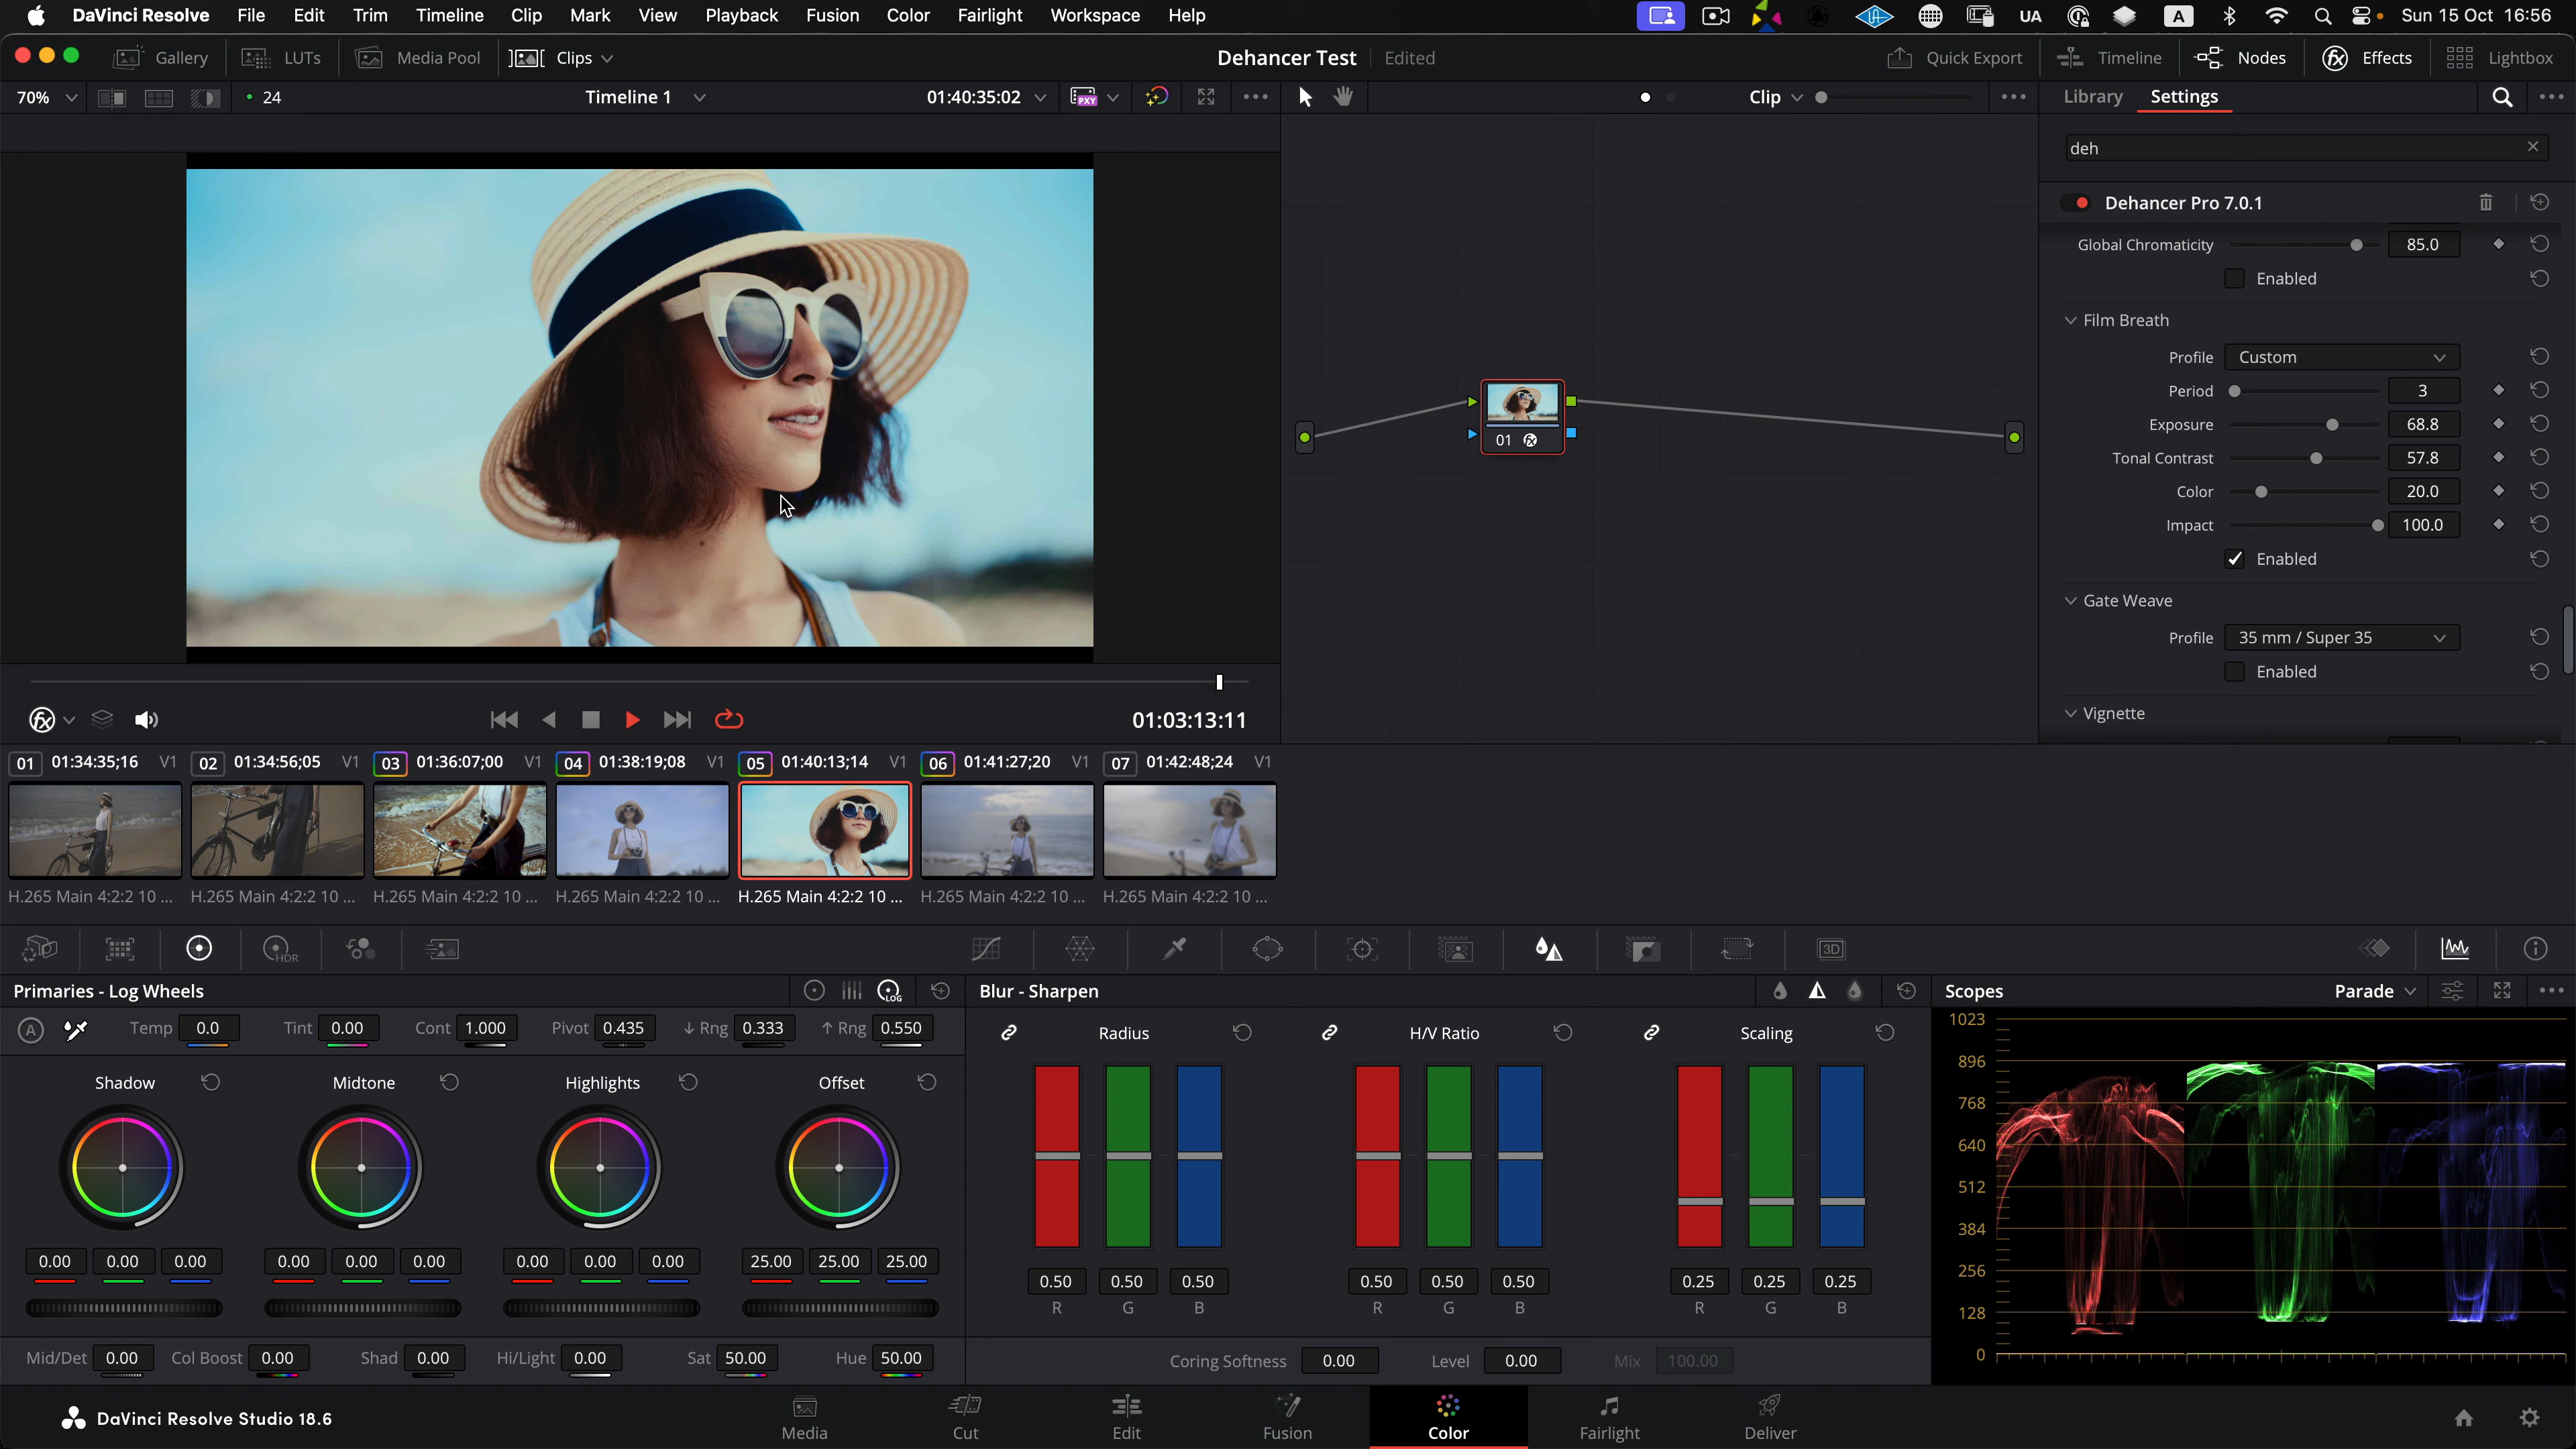 DaVinci Resolve File Edit Trim Timeline Clip Mark View Playback Fusion Color Fairlight Workspace Help UA A Sun 15 Oct 16:56
Gallery LUTs Media Pool Clips Dehancer Test Edited Quick Export Timeline Nodes Effects Lightbox
70% 24 Timeline 1 01:40:35:02 PXY Clip Library Settings
deh
Dehancer Pro 7.0.1
Global Chromaticity 85.0
Enabled
Film Breath
Profile Custom
Period 3
Exposure 68.8
Tonal Contrast 57.8
Color 20.0
Impact 100.0
Enabled
Gate Weave
Profile 35 mm / Super 35
Enabled
Vignette
01
01:03:13:11
01 01:34:35;16 V1 02 01:34:56;05 V1 03 01:36:07;00 V1 04 01:38:19;08 V1 05 01:40:13;14 V1 06 01:41:27;20 V1 07 01:42:48;24 V1
H.265 Main 4:2:2 10 ... H.265 Main 4:2:2 10 ... H.265 Main 4:2:2 10 ... H.265 Main 4:2:2 10 ... H.265 Main 4:2:2 10 ... H.265 Main 4:2:2 10 ... H.265 Main 4:2:2 10 ...
HDR 3D
Primaries - Log Wheels LOG Blur - Sharpen Scopes Parade
A Temp 0.0 Tint 0.00 Cont 1.000 Pivot 0.435 ↓ Rng 0.333 ↑ Rng 0.550
Radius H/V Ratio Scaling
Shadow Midtone Highlights Offset
0.00 0.00 0.00 0.00 0.00 0.00 0.00 0.00 0.00 25.00 25.00 25.00
0.50 0.50 0.50 0.50 0.50 0.50 0.25 0.25 0.25
R G B R G B R G B
Mid/Det 0.00 Col Boost 0.00 Shad 0.00 Hi/Light 0.00 Sat 50.00 Hue 50.00
Coring Softness 0.00 Level 0.00 Mix 100.00
1023
896
768
640
512
384
256
128
0
DaVinci Resolve Studio 18.6
Media Cut Edit Fusion Color Fairlight Deliver